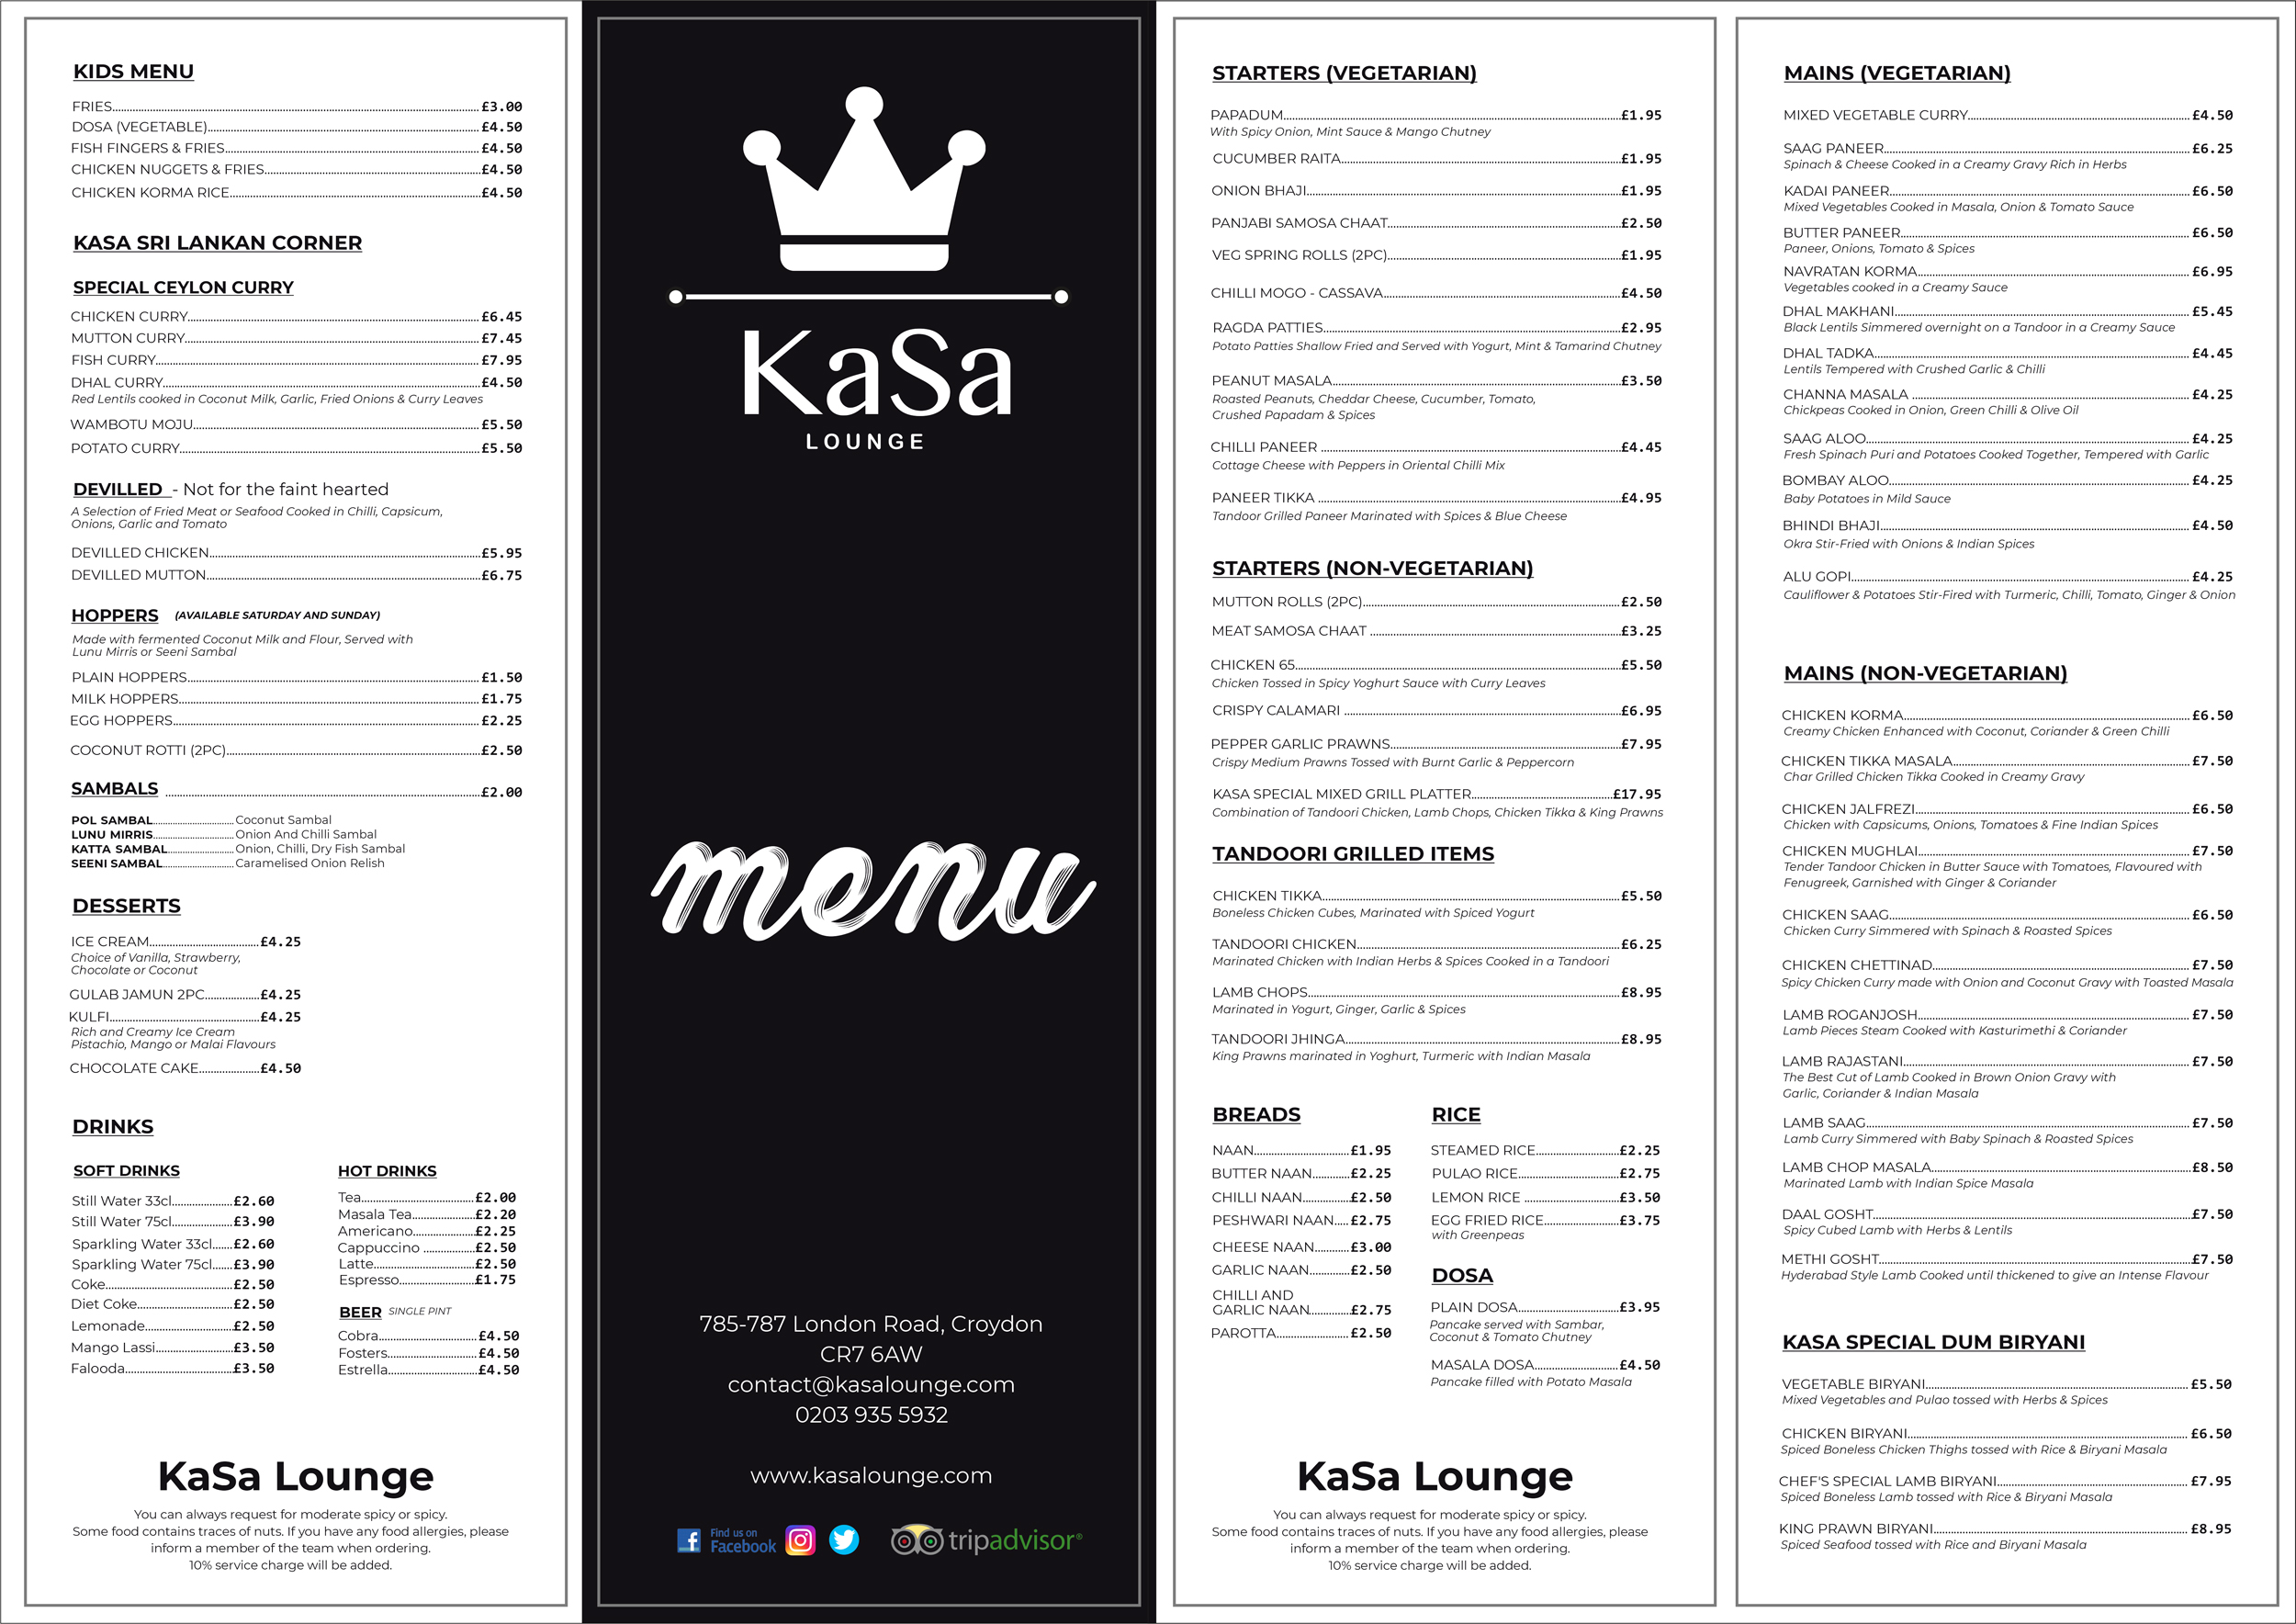 KIDS MENU
FRIES £3.00
DOSA (VEGETABLE) £4.50
FISH FINGERS & FRIES £4.50
CHICKEN NUGGETS & FRIES £4.50
CHICKEN KORMA RICE £4.50
KASA SRI LANKAN CORNER
SPECIAL CEYLON CURRY
CHICKEN CURRY £6.45
MUTTON CURRY £7.45
FISH CURRY £7.95
DHAL CURRY £4.50
Red Lentils cooked in Coconut Milk, Garlic, Fried Onions & Curry Leaves
WAMBOTU MOJU £5.50
POTATO CURRY £5.50
DEVILLED - Not for the faint hearted
A Selection of Fried Meat or Seafood Cooked in Chilli, Capsicum,
Onions, Garlic and Tomato
DEVILLED CHICKEN £5.95
DEVILLED MUTTON £6.75
HOPPERS (AVAILABLE SATURDAY AND SUNDAY)
Made with fermented Coconut Milk and Flour, Served with
Lunu Mirris or Seeni Sambal
PLAIN HOPPERS £1.50
MILK HOPPERS £1.75
EGG HOPPERS £2.25
COCONUT ROTTI (2PC) £2.50
SAMBALS £2.00
POL SAMBAL Coconut Sambal
LUNU MIRRIS Onion And Chilli Sambal
KATTA SAMBAL Onion, Chilli, Dry Fish Sambal
SEENI SAMBAL Caramelised Onion Relish
DESSERTS
ICE CREAM £4.25
Choice of Vanilla, Strawberry,
Chocolate or Coconut
GULAB JAMUN 2PC £4.25
KULFI £4.25
Rich and Creamy Ice Cream
Pistachio, Mango or Malai Flavours
CHOCOLATE CAKE £4.50
DRINKS
SOFT DRINKS
Still Water 33cl £2.60
Still Water 75cl £3.90
Sparkling Water 33cl £2.60
Sparkling Water 75cl £3.90
Coke £2.50
Diet Coke £2.50
Lemonade £2.50
Mango Lassi £3.50
Falooda £3.50
HOT DRINKS
Tea £2.00
Masala Tea £2.20
Americano £2.25
Cappuccino £2.50
Latte £2.50
Espresso £1.75
BEER SINGLE PINT
Cobra £4.50
Fosters £4.50
Estrella £4.50
KaSa Lounge
You can always request for moderate spicy or spicy.
Some food contains traces of nuts. If you have any food allergies, please
inform a member of the team when ordering.
10% service charge will be added.
KaSa
LOUNGE
menu
785-787 London Road, Croydon
CR7 6AW
contact@kasalounge.com
0203 935 5932
www.kasalounge.com
Find us on
Facebook
tripadvisor®
STARTERS (VEGETARIAN)
PAPADUM £1.95
With Spicy Onion, Mint Sauce & Mango Chutney
CUCUMBER RAITA £1.95
ONION BHAJI £1.95
PANJABI SAMOSA CHAAT £2.50
VEG SPRING ROLLS (2PC) £1.95
CHILLI MOGO - CASSAVA £4.50
RAGDA PATTIES £2.95
Potato Patties Shallow Fried and Served with Yogurt, Mint & Tamarind Chutney
PEANUT MASALA £3.50
Roasted Peanuts, Cheddar Cheese, Cucumber, Tomato,
Crushed Papadam & Spices
CHILLI PANEER £4.45
Cottage Cheese with Peppers in Oriental Chilli Mix
PANEER TIKKA £4.95
Tandoor Grilled Paneer Marinated with Spices & Blue Cheese
STARTERS (NON-VEGETARIAN)
MUTTON ROLLS (2PC) £2.50
MEAT SAMOSA CHAAT £3.25
CHICKEN 65 £5.50
Chicken Tossed in Spicy Yoghurt Sauce with Curry Leaves
CRISPY CALAMARI £6.95
PEPPER GARLIC PRAWNS £7.95
Crispy Medium Prawns Tossed with Burnt Garlic & Peppercorn
KASA SPECIAL MIXED GRILL PLATTER £17.95
Combination of Tandoori Chicken, Lamb Chops, Chicken Tikka & King Prawns
TANDOORI GRILLED ITEMS
CHICKEN TIKKA £5.50
Boneless Chicken Cubes, Marinated with Spiced Yogurt
TANDOORI CHICKEN £6.25
Marinated Chicken with Indian Herbs & Spices Cooked in a Tandoori
LAMB CHOPS £8.95
Marinated in Yogurt, Ginger, Garlic & Spices
TANDOORI JHINGA £8.95
King Prawns marinated in Yoghurt, Turmeric with Indian Masala
BREADS
NAAN £1.95
BUTTER NAAN £2.25
CHILLI NAAN £2.50
PESHWARI NAAN £2.75
CHEESE NAAN £3.00
GARLIC NAAN £2.50
CHILLI AND
GARLIC NAAN £2.75
PAROTTA £2.50
RICE
STEAMED RICE £2.25
PULAO RICE £2.75
LEMON RICE £3.50
EGG FRIED RICE £3.75
with Greenpeas
DOSA
PLAIN DOSA £3.95
Pancake served with Sambar,
Coconut & Tomato Chutney
MASALA DOSA £4.50
Pancake filled with Potato Masala
KaSa Lounge
You can always request for moderate spicy or spicy.
Some food contains traces of nuts. If you have any food allergies, please
inform a member of the team when ordering.
10% service charge will be added.
MAINS (VEGETARIAN)
MIXED VEGETABLE CURRY £4.50
SAAG PANEER £6.25
Spinach & Cheese Cooked in a Creamy Gravy Rich in Herbs
KADAI PANEER £6.50
Mixed Vegetables Cooked in Masala, Onion & Tomato Sauce
BUTTER PANEER £6.50
Paneer, Onions, Tomato & Spices
NAVRATAN KORMA £6.95
Vegetables cooked in a Creamy Sauce
DHAL MAKHANI £5.45
Black Lentils Simmered overnight on a Tandoor in a Creamy Sauce
DHAL TADKA £4.45
Lentils Tempered with Crushed Garlic & Chilli
CHANNA MASALA £4.25
Chickpeas Cooked in Onion, Green Chilli & Olive Oil
SAAG ALOO £4.25
Fresh Spinach Puri and Potatoes Cooked Together, Tempered with Garlic
BOMBAY ALOO £4.25
Baby Potatoes in Mild Sauce
BHINDI BHAJI £4.50
Okra Stir-Fried with Onions & Indian Spices
ALU GOPI £4.25
Cauliflower & Potatoes Stir-Fired with Turmeric, Chilli, Tomato, Ginger & Onion
MAINS (NON-VEGETARIAN)
CHICKEN KORMA £6.50
Creamy Chicken Enhanced with Coconut, Coriander & Green Chilli
CHICKEN TIKKA MASALA £7.50
Char Grilled Chicken Tikka Cooked in Creamy Gravy
CHICKEN JALFREZI £6.50
Chicken with Capsicums, Onions, Tomatoes & Fine Indian Spices
CHICKEN MUGHLAI £7.50
Tender Tandoor Chicken in Butter Sauce with Tomatoes, Flavoured with
Fenugreek, Garnished with Ginger & Coriander
CHICKEN SAAG £6.50
Chicken Curry Simmered with Spinach & Roasted Spices
CHICKEN CHETTINAD £7.50
Spicy Chicken Curry made with Onion and Coconut Gravy with Toasted Masala
LAMB ROGANJOSH £7.50
Lamb Pieces Steam Cooked with Kasturimethi & Coriander
LAMB RAJASTANI £7.50
The Best Cut of Lamb Cooked in Brown Onion Gravy with
Garlic, Coriander & Indian Masala
LAMB SAAG £7.50
Lamb Curry Simmered with Baby Spinach & Roasted Spices
LAMB CHOP MASALA £8.50
Marinated Lamb with Indian Spice Masala
DAAL GOSHT £7.50
Spicy Cubed Lamb with Herbs & Lentils
METHI GOSHT £7.50
Hyderabad Style Lamb Cooked until thickened to give an Intense Flavour
KASA SPECIAL DUM BIRYANI
VEGETABLE BIRYANI £5.50
Mixed Vegetables and Pulao tossed with Herbs & Spices
CHICKEN BIRYANI £6.50
Spiced Boneless Chicken Thighs tossed with Rice & Biryani Masala
CHEF'S SPECIAL LAMB BIRYANI £7.95
Spiced Boneless Lamb tossed with Rice & Biryani Masala
KING PRAWN BIRYANI £8.95
Spiced Seafood tossed with Rice and Biryani Masala